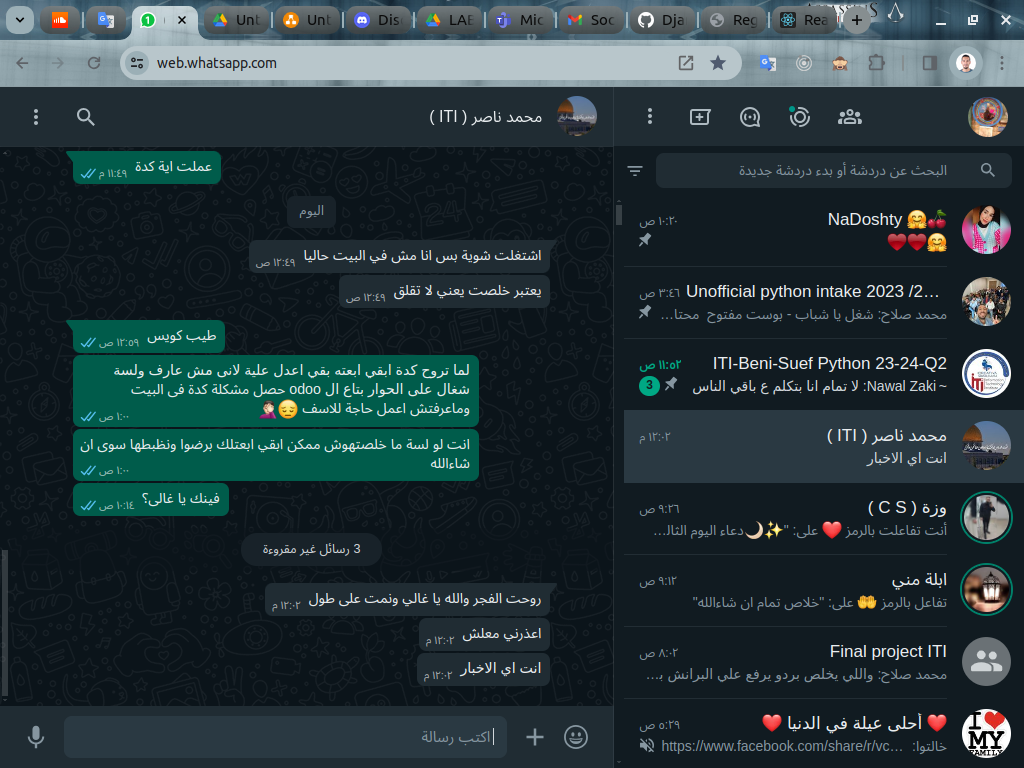 Unt
Unt
Disc
LAB
Mic
Soc
Dja
Reg
Rea
web.whatsapp.com
محمد ناصر ( ITI )
عملت اية كدة
١١:٤٩ م
اليوم
اشتغلت شوية بس انا مش في البيت حاليا
١٢:٤٩ ص
يعتبر خلصت يعني لا تقلق
١٢:٤٩ ص
طيب كويس
١٢:٥٩ ص
لما تروح كدة ابقي ابعته بقي اعدل علية لانى مش عارف ولسة
شغال على الحوار بتاع ال odoo حصل مشكلة كدة فى البيت
وماعرفتش اعمل حاجة للاسف 😔🤦🏻‍♀️
١:٠٠ ص
انت لو لسة ما خلصتهوش ممكن ابقي ابعتلك برضوا ونظبطها سوى ان
شاءالله
١:٠٠ ص
فينك يا غالى؟
١٠:١٤ ص
3 رسائل غير مقروءة
روحت الفجر والله يا غالي ونمت على طول
١٢:٠٢ م
اعذرني معلش
١٢:٠٢ م
انت اي الاخبار
١٢:٠٢ م
اكتب رسالة
البحث عن دردشة أو بدء دردشة جديدة
NaDoshty 🤗🍒
١٠:٢٠ ص
🤗❤️❤️
Unofficial python intake 2023 /2...
٣:٤٦ ص
محمد صلاح: شغل يا شباب - بوست مفتوح محتا...
ITI-Beni-Suef Python 23-24-Q2
١١:٥٢ ص
~ Nawal Zaki: لا تمام انا بتكلم ع باقي الناس
3
محمد ناصر ( ITI )
١٢:٠٢ م
انت اي الاخبار
وزة ( C S )
٩:٢٦ ص
أنت تفاعلت بالرمز ❤️ على: "✨🌙دعاء اليوم الثال...
ابلة مني
٩:١٢ ص
تفاعل بالرمز 🤲 على: "خلاص تمام ان شاءالله"
Final project ITI
٨:٠٢ ص
محمد صلاح: واللي يخلص بردو يرفع علي البرانش ب...
❤️ أحلى عيلة في الدنيا ❤️
٥:٢٩ ص
خالتوا: https://www.facebook.com/share/r/vc...
I
MY
FAMILY